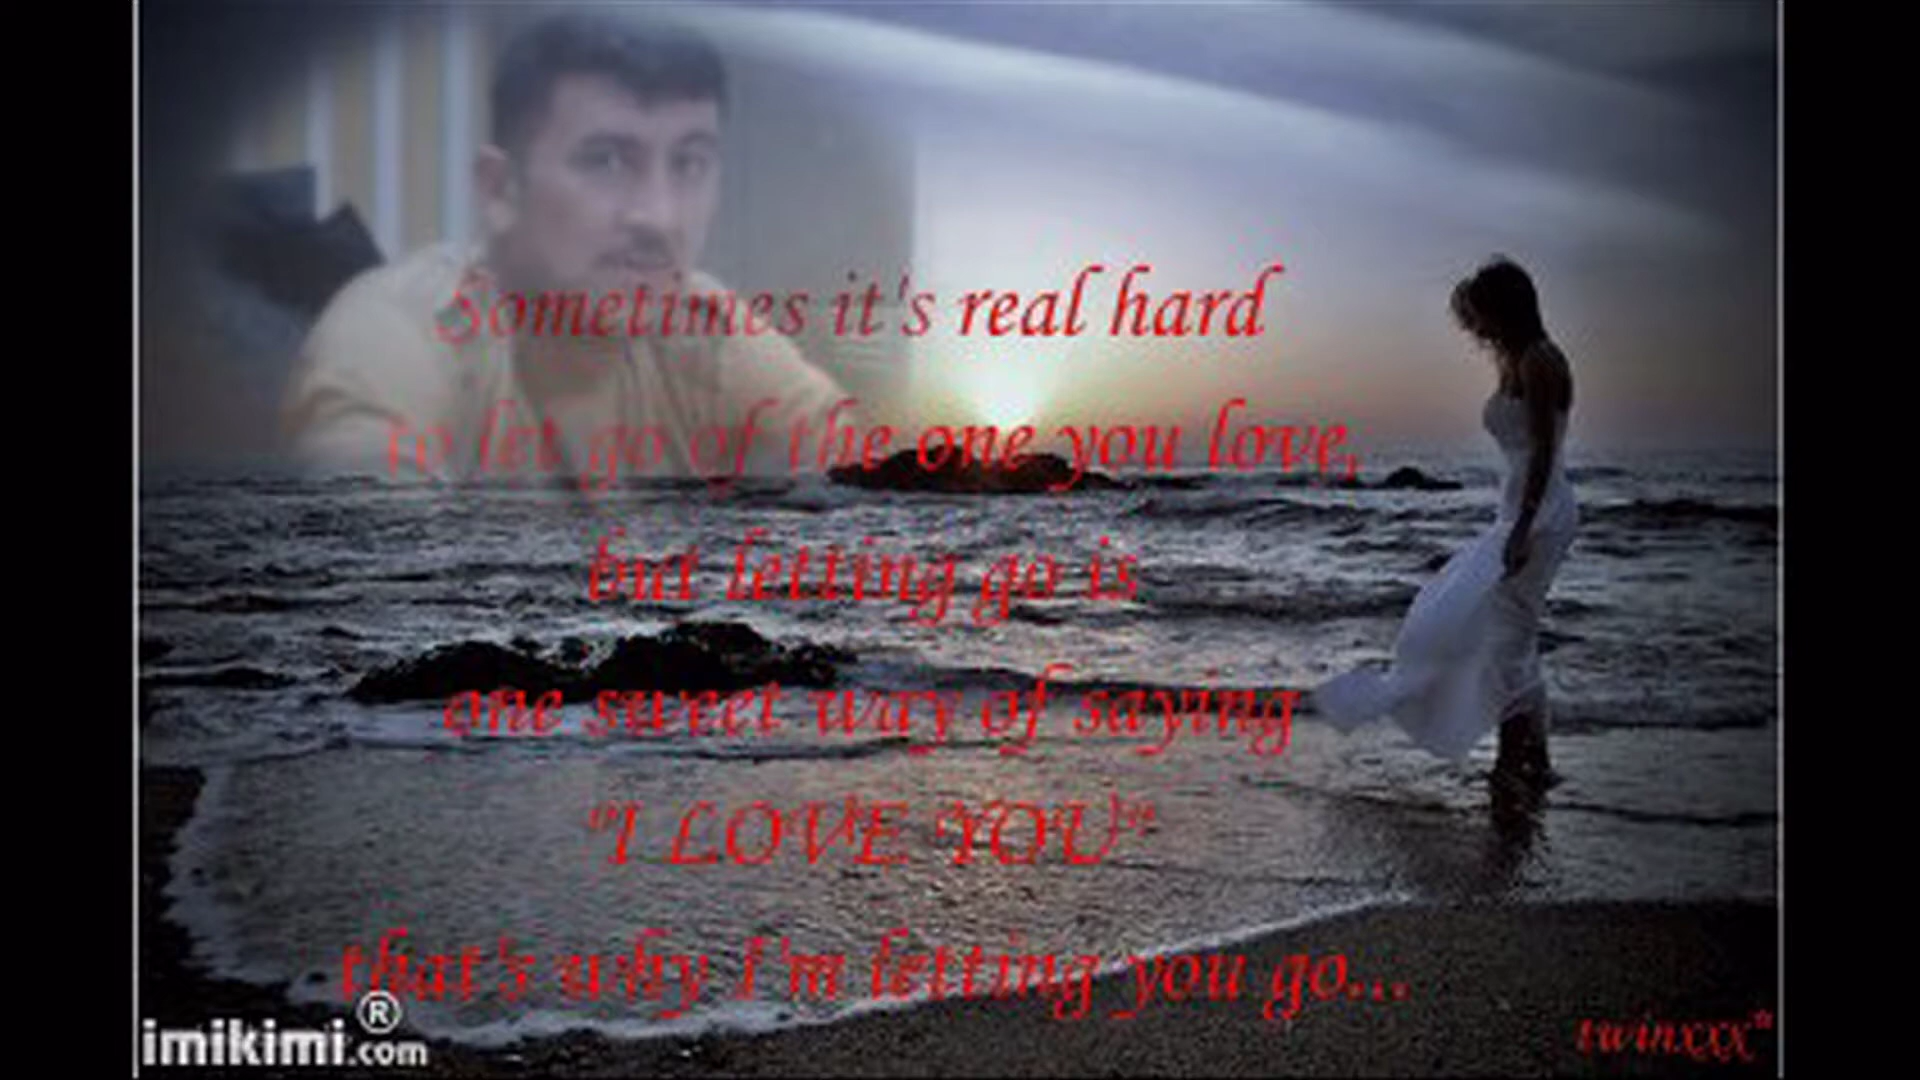 Sometimes it's real hard
to let go of the one you love,
but letting go is
one sweet way of saying
"I LOVE YOU"
that's why I'm letting you go...
imikimi.com®
twinxxx*